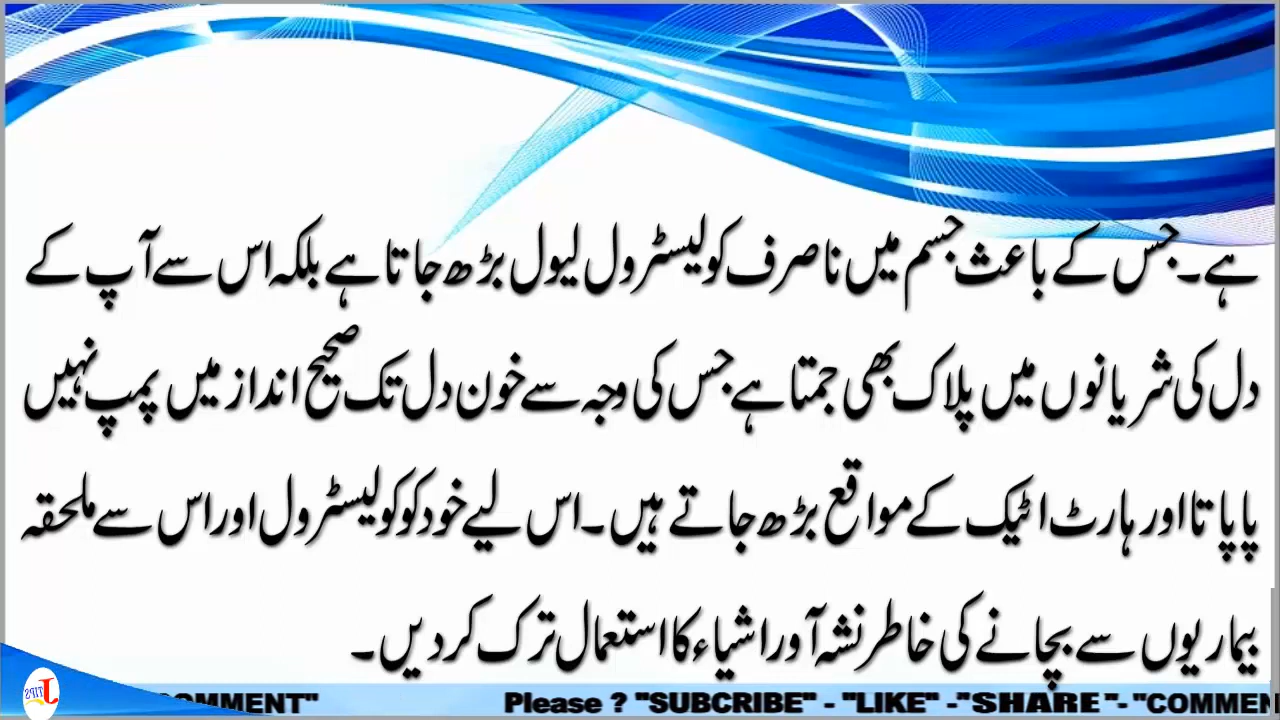 ہے۔ جس کے باعث جسم میں ناصرف کولیسٹرول لیول بڑھ جاتا ہے بلکہ اس سے آپ کے
دل کی شریانوں میں پلاک بھی جمتا ہے جس کی وجہ سے خون دل تک صحیح انداز میں پمپ نہیں
پاپاتا اور ہارٹ اٹیک کے مواقع بڑھ جاتے ہیں۔ اس لیے خود کو کولیسٹرول اور اس سے ملحقہ
بیماریوں سے بچانے کی خاطر نشہ آور اشیاء کا استعمال ترک کر دیں۔
COMMENT" Please ? "SUBCRIBE" - "LIKE" -"SHARE "- "COMMEN
J TIPS